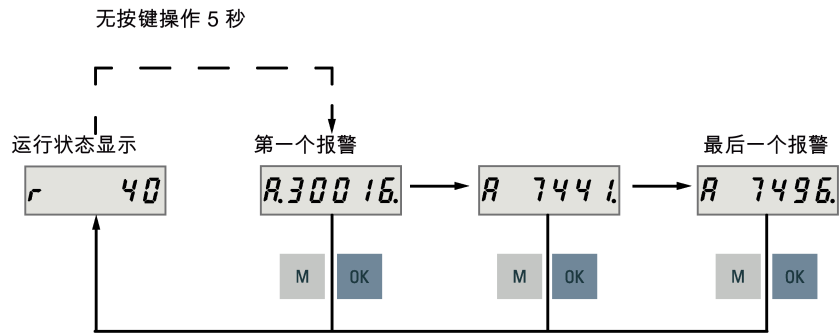 无按键操作 5 秒
运行状态显示
第一个报警
最后一个报警
r 40
A.30016.
A 7441.
A 7496.
M OK
M OK
M OK